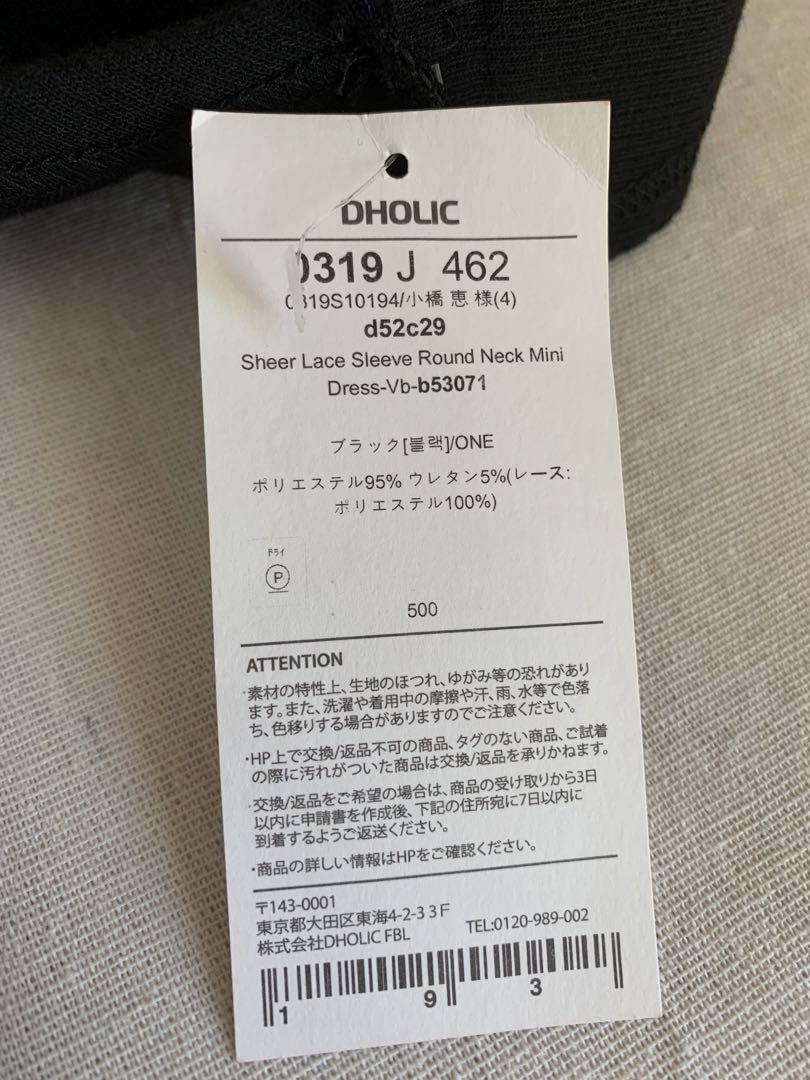 DHOLIC
0319 J 462
0319S10194/小橋 恵 様(4)
d52c29
Sheer Lace Sleeve Round Neck Mini
Dress-Vb-b53071
ブラック[블랙]/ONE
ポリエステル95% ウレタン5%(レース:
ポリエステル100%)
ドライ
P
500
ATTENTION
・素材の特性上、生地のほつれ、ゆがみ等の恐れがあり
ます。また、洗濯や着用中の摩擦や汗、雨、水等で色落
ち、色移りする場合がありますのでご注意ください。
・HP上で交換/返品不可の商品、タグのない商品、ご試着
の際に汚れがついた商品は交換/返品を承りかねます。
・交換/返品をご希望の場合は、商品の受け取りから3日
以内に申請書を作成後、下記の住所宛に7日以内に
到着するようご返送ください。
・商品の詳しい情報はHPをご確認ください。
〒143-0001
東京都大田区東海4-2-3 3F
株式会社DHOLIC FBL TEL:0120-989-002
1 9 3